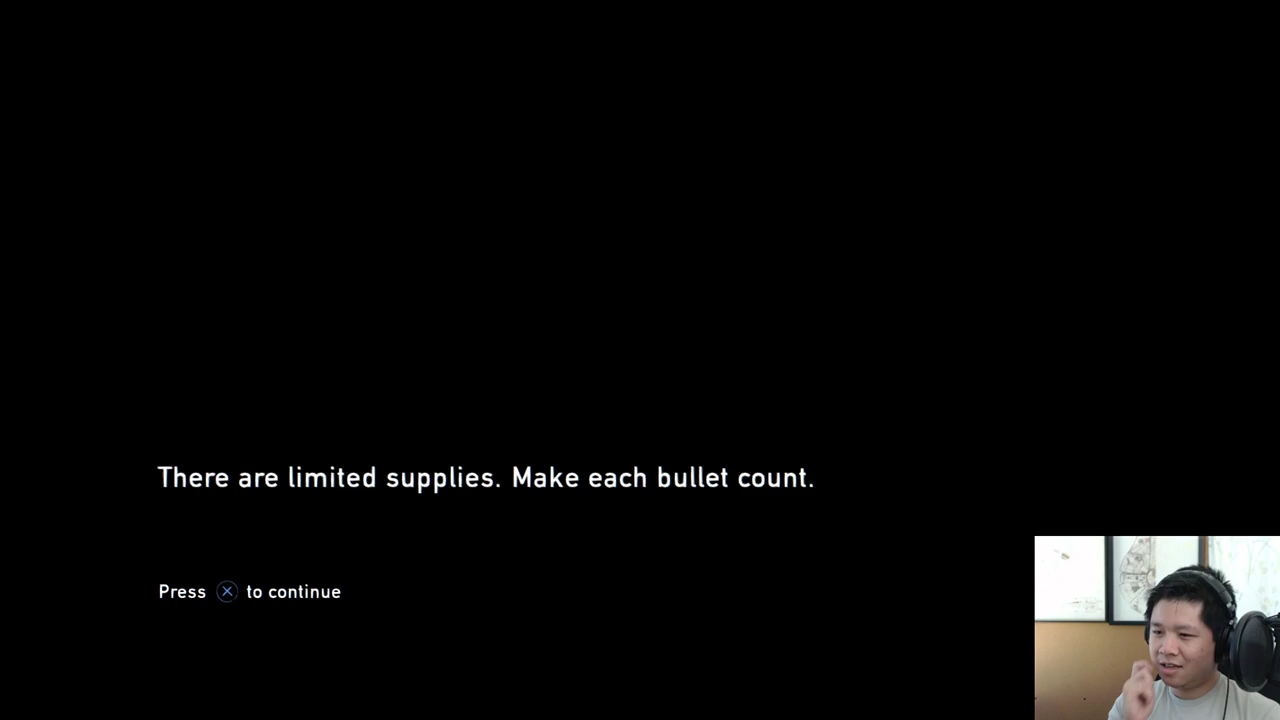 There are limited supplies. Make each bullet count.
Press ⓧ to continue